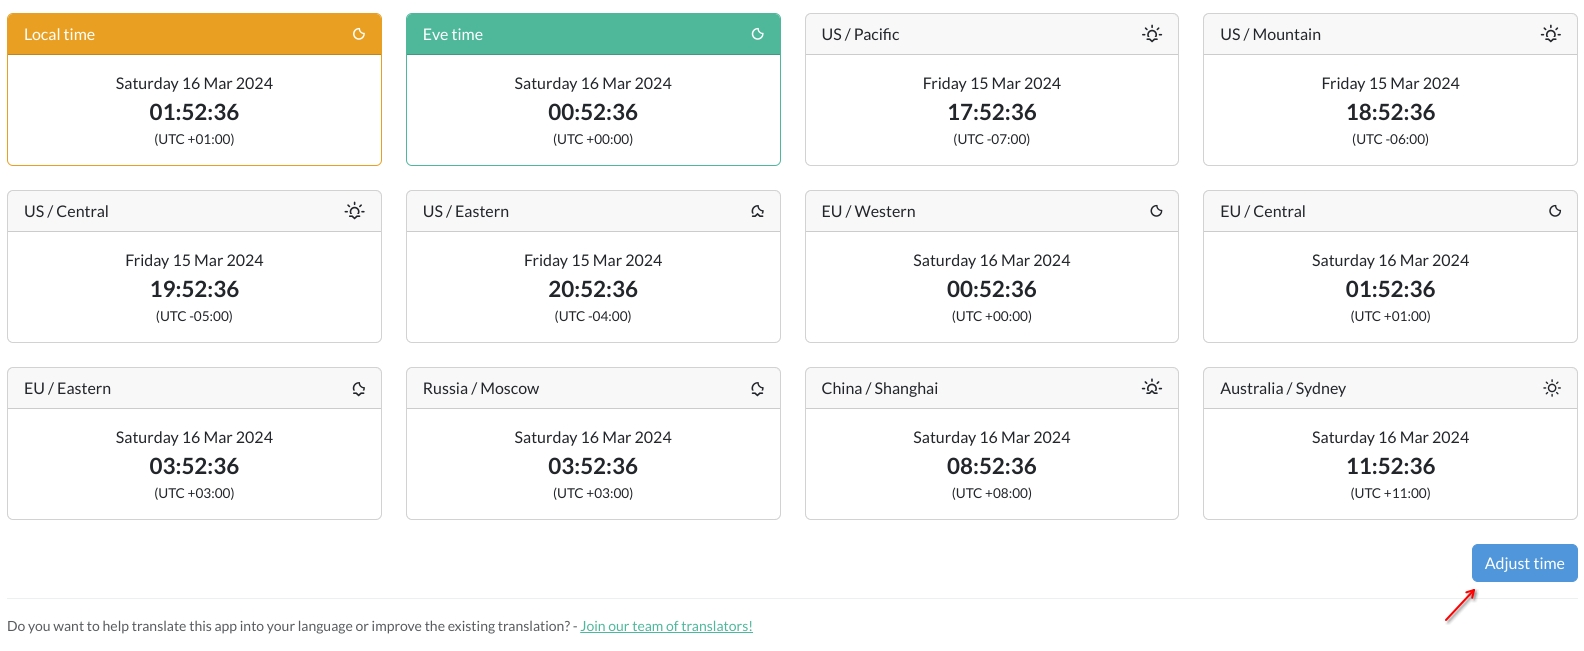 Local time
Saturday 16 Mar 2024
01:52:36
(UTC +01:00)
Eve time
Saturday 16 Mar 2024
00:52:36
(UTC +00:00)
US / Pacific
Friday 15 Mar 2024
17:52:36
(UTC -07:00)
US / Mountain
Friday 15 Mar 2024
18:52:36
(UTC -06:00)
US / Central
Friday 15 Mar 2024
19:52:36
(UTC -05:00)
US / Eastern
Friday 15 Mar 2024
20:52:36
(UTC -04:00)
EU / Western
Saturday 16 Mar 2024
00:52:36
(UTC +00:00)
EU / Central
Saturday 16 Mar 2024
01:52:36
(UTC +01:00)
EU / Eastern
Saturday 16 Mar 2024
03:52:36
(UTC +03:00)
Russia / Moscow
Saturday 16 Mar 2024
03:52:36
(UTC +03:00)
China / Shanghai
Saturday 16 Mar 2024
08:52:36
(UTC +08:00)
Australia / Sydney
Saturday 16 Mar 2024
11:52:36
(UTC +11:00)
Adjust time
Do you want to help translate this app into your language or improve the existing translation? - Join our team of translators!